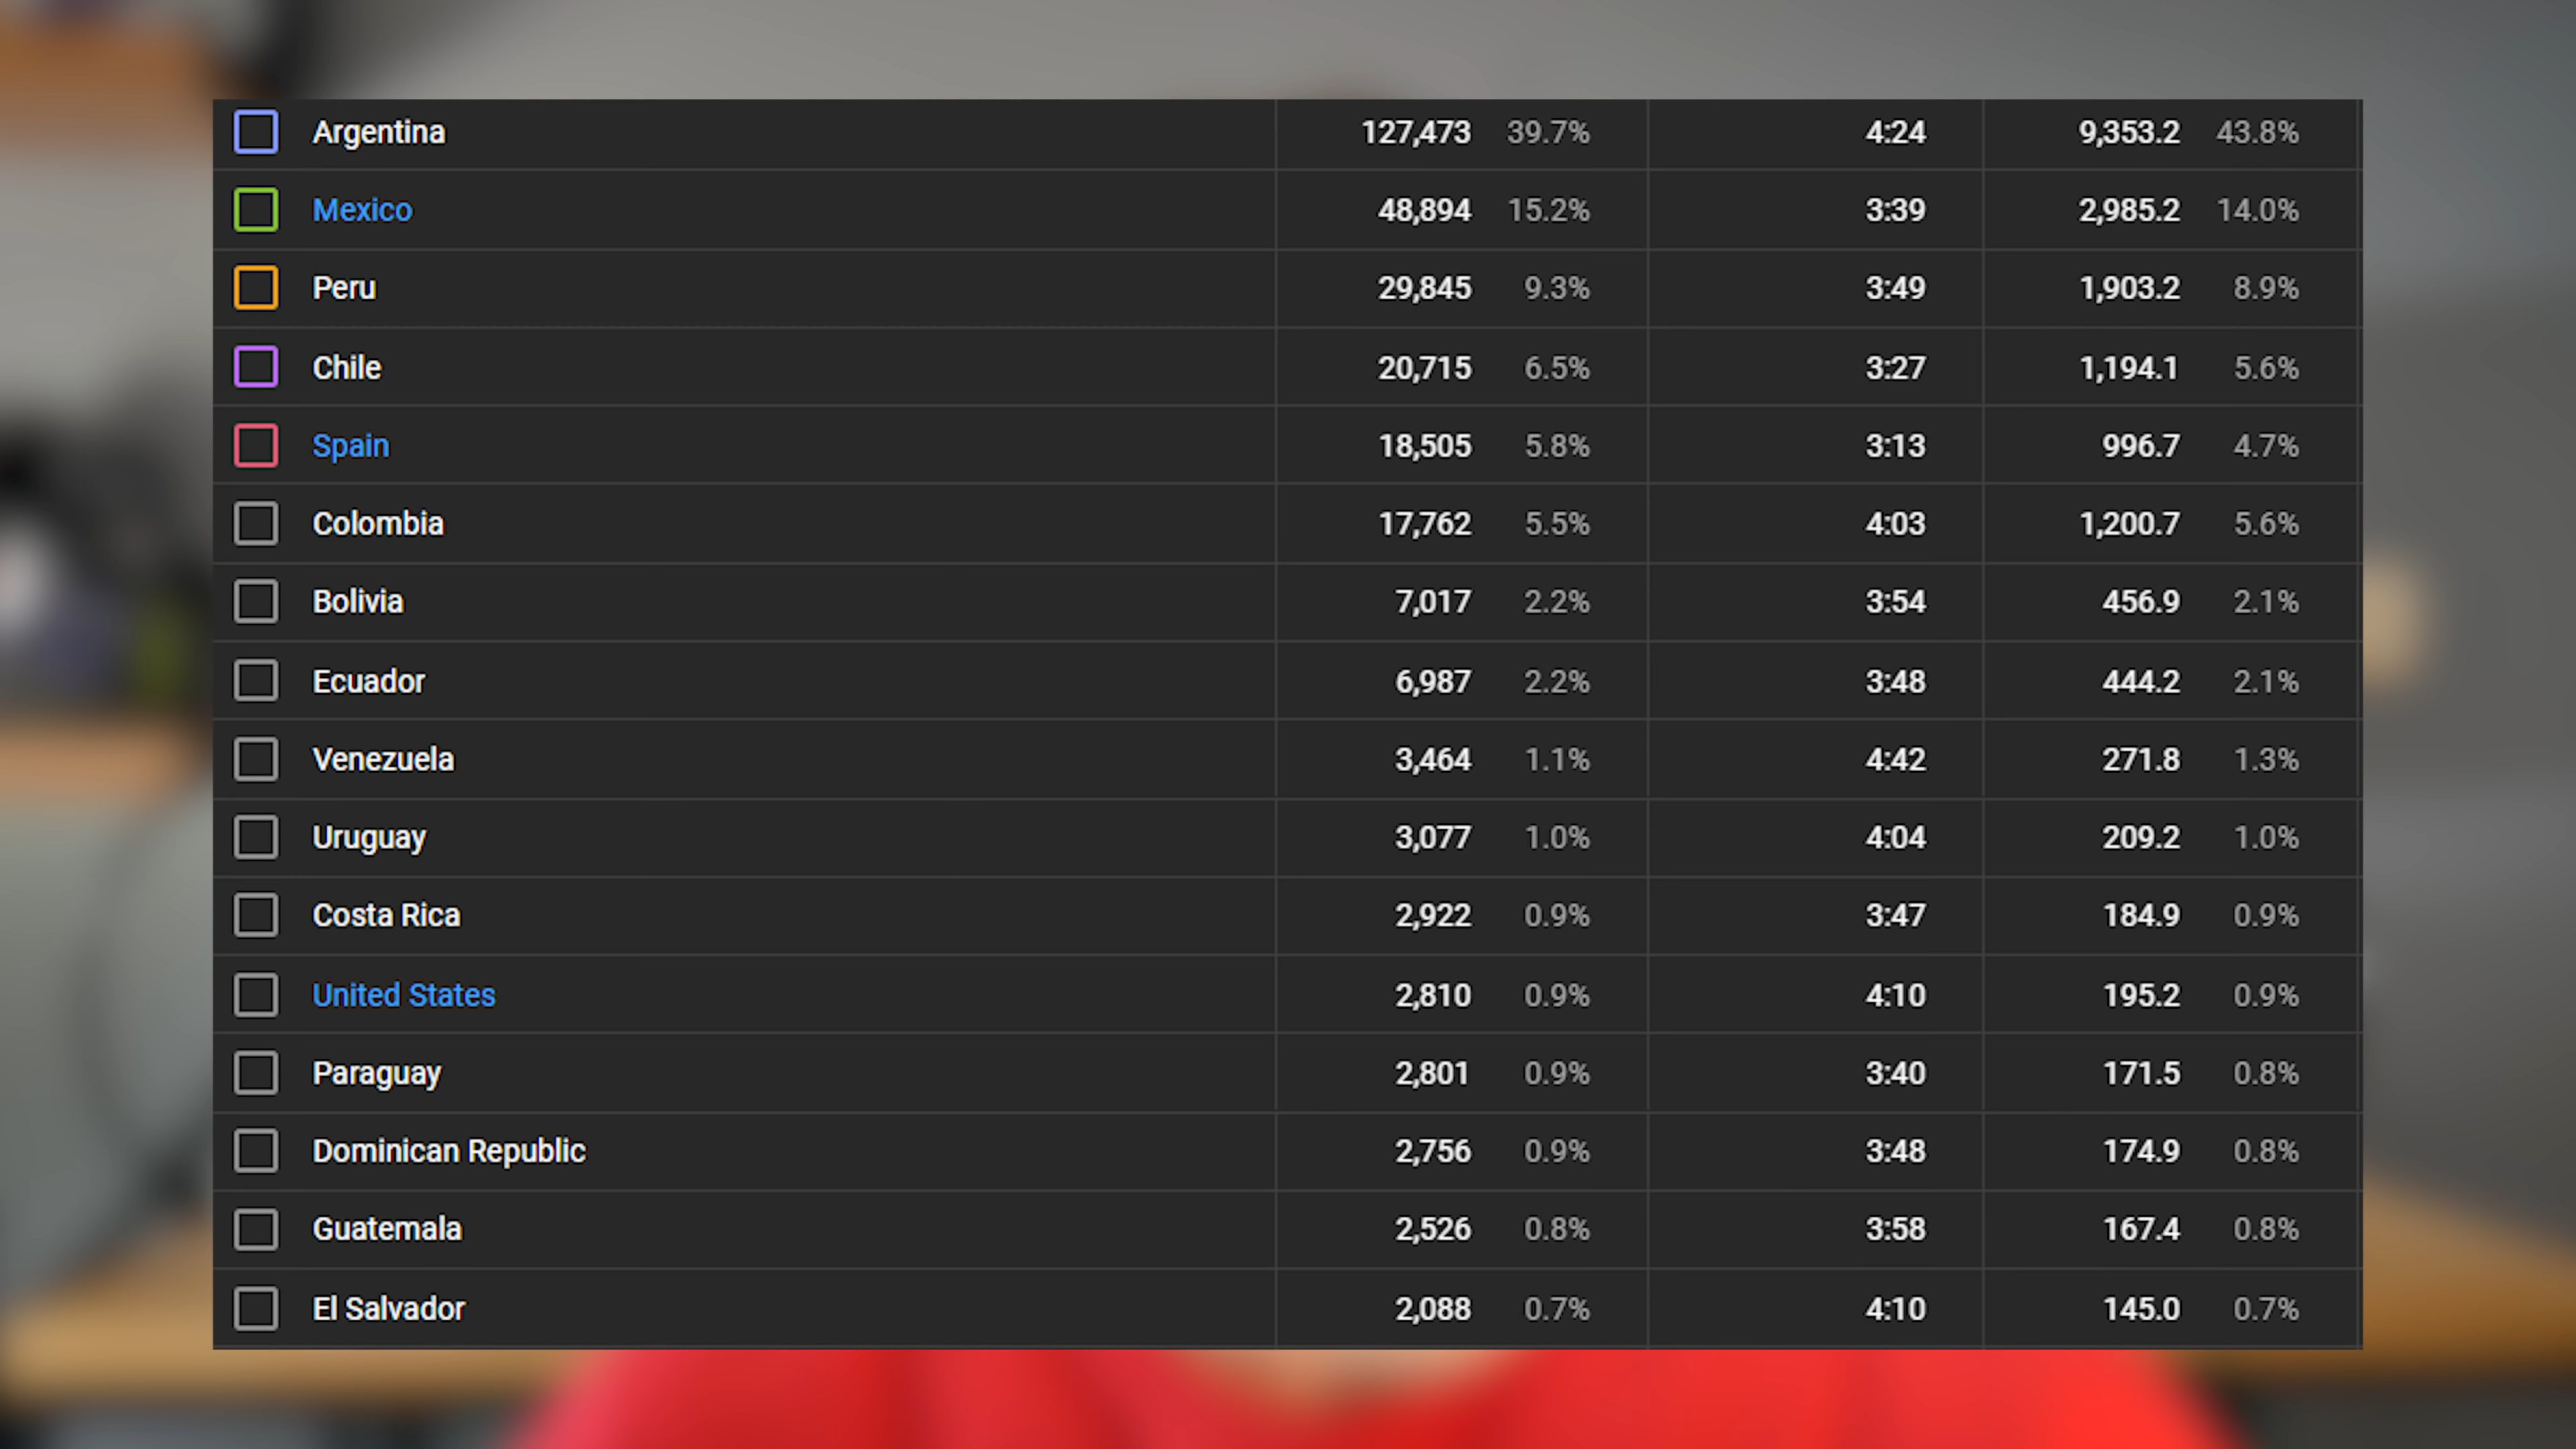 Argentina 127,473 39.7% 4:24 9,353.2 43.8%
Mexico 48,894 15.2% 3:39 2,985.2 14.0%
Peru 29,845 9.3% 3:49 1,903.2 8.9%
Chile 20,715 6.5% 3:27 1,194.1 5.6%
Spain 18,505 5.8% 3:13 996.7 4.7%
Colombia 17,762 5.5% 4:03 1,200.7 5.6%
Bolivia 7,017 2.2% 3:54 456.9 2.1%
Ecuador 6,987 2.2% 3:48 444.2 2.1%
Venezuela 3,464 1.1% 4:42 271.8 1.3%
Uruguay 3,077 1.0% 4:04 209.2 1.0%
Costa Rica 2,922 0.9% 3:47 184.9 0.9%
United States 2,810 0.9% 4:10 195.2 0.9%
Paraguay 2,801 0.9% 3:40 171.5 0.8%
Dominican Republic 2,756 0.9% 3:48 174.9 0.8%
Guatemala 2,526 0.8% 3:58 167.4 0.8%
El Salvador 2,088 0.7% 4:10 145.0 0.7%